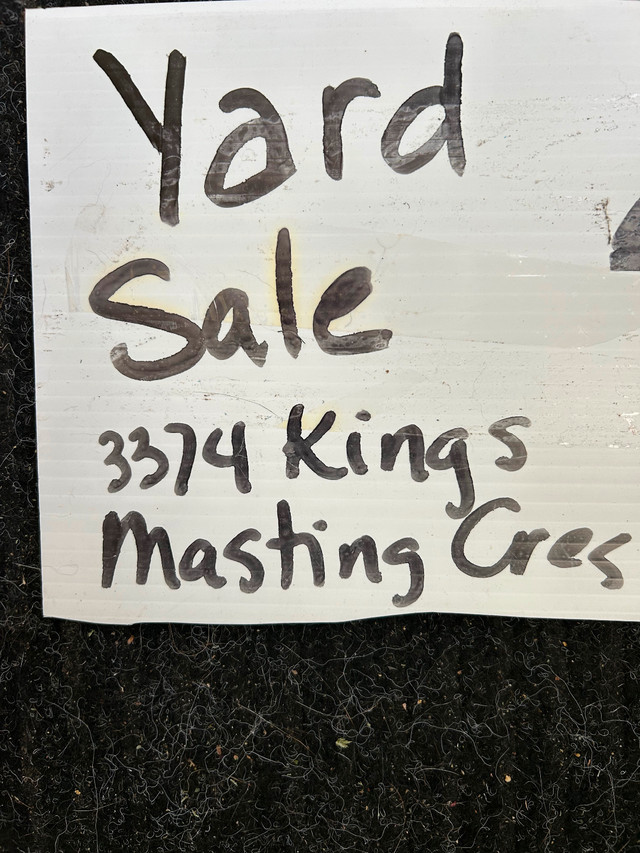 Yard
Sale
3374 Kings
Masting Cres